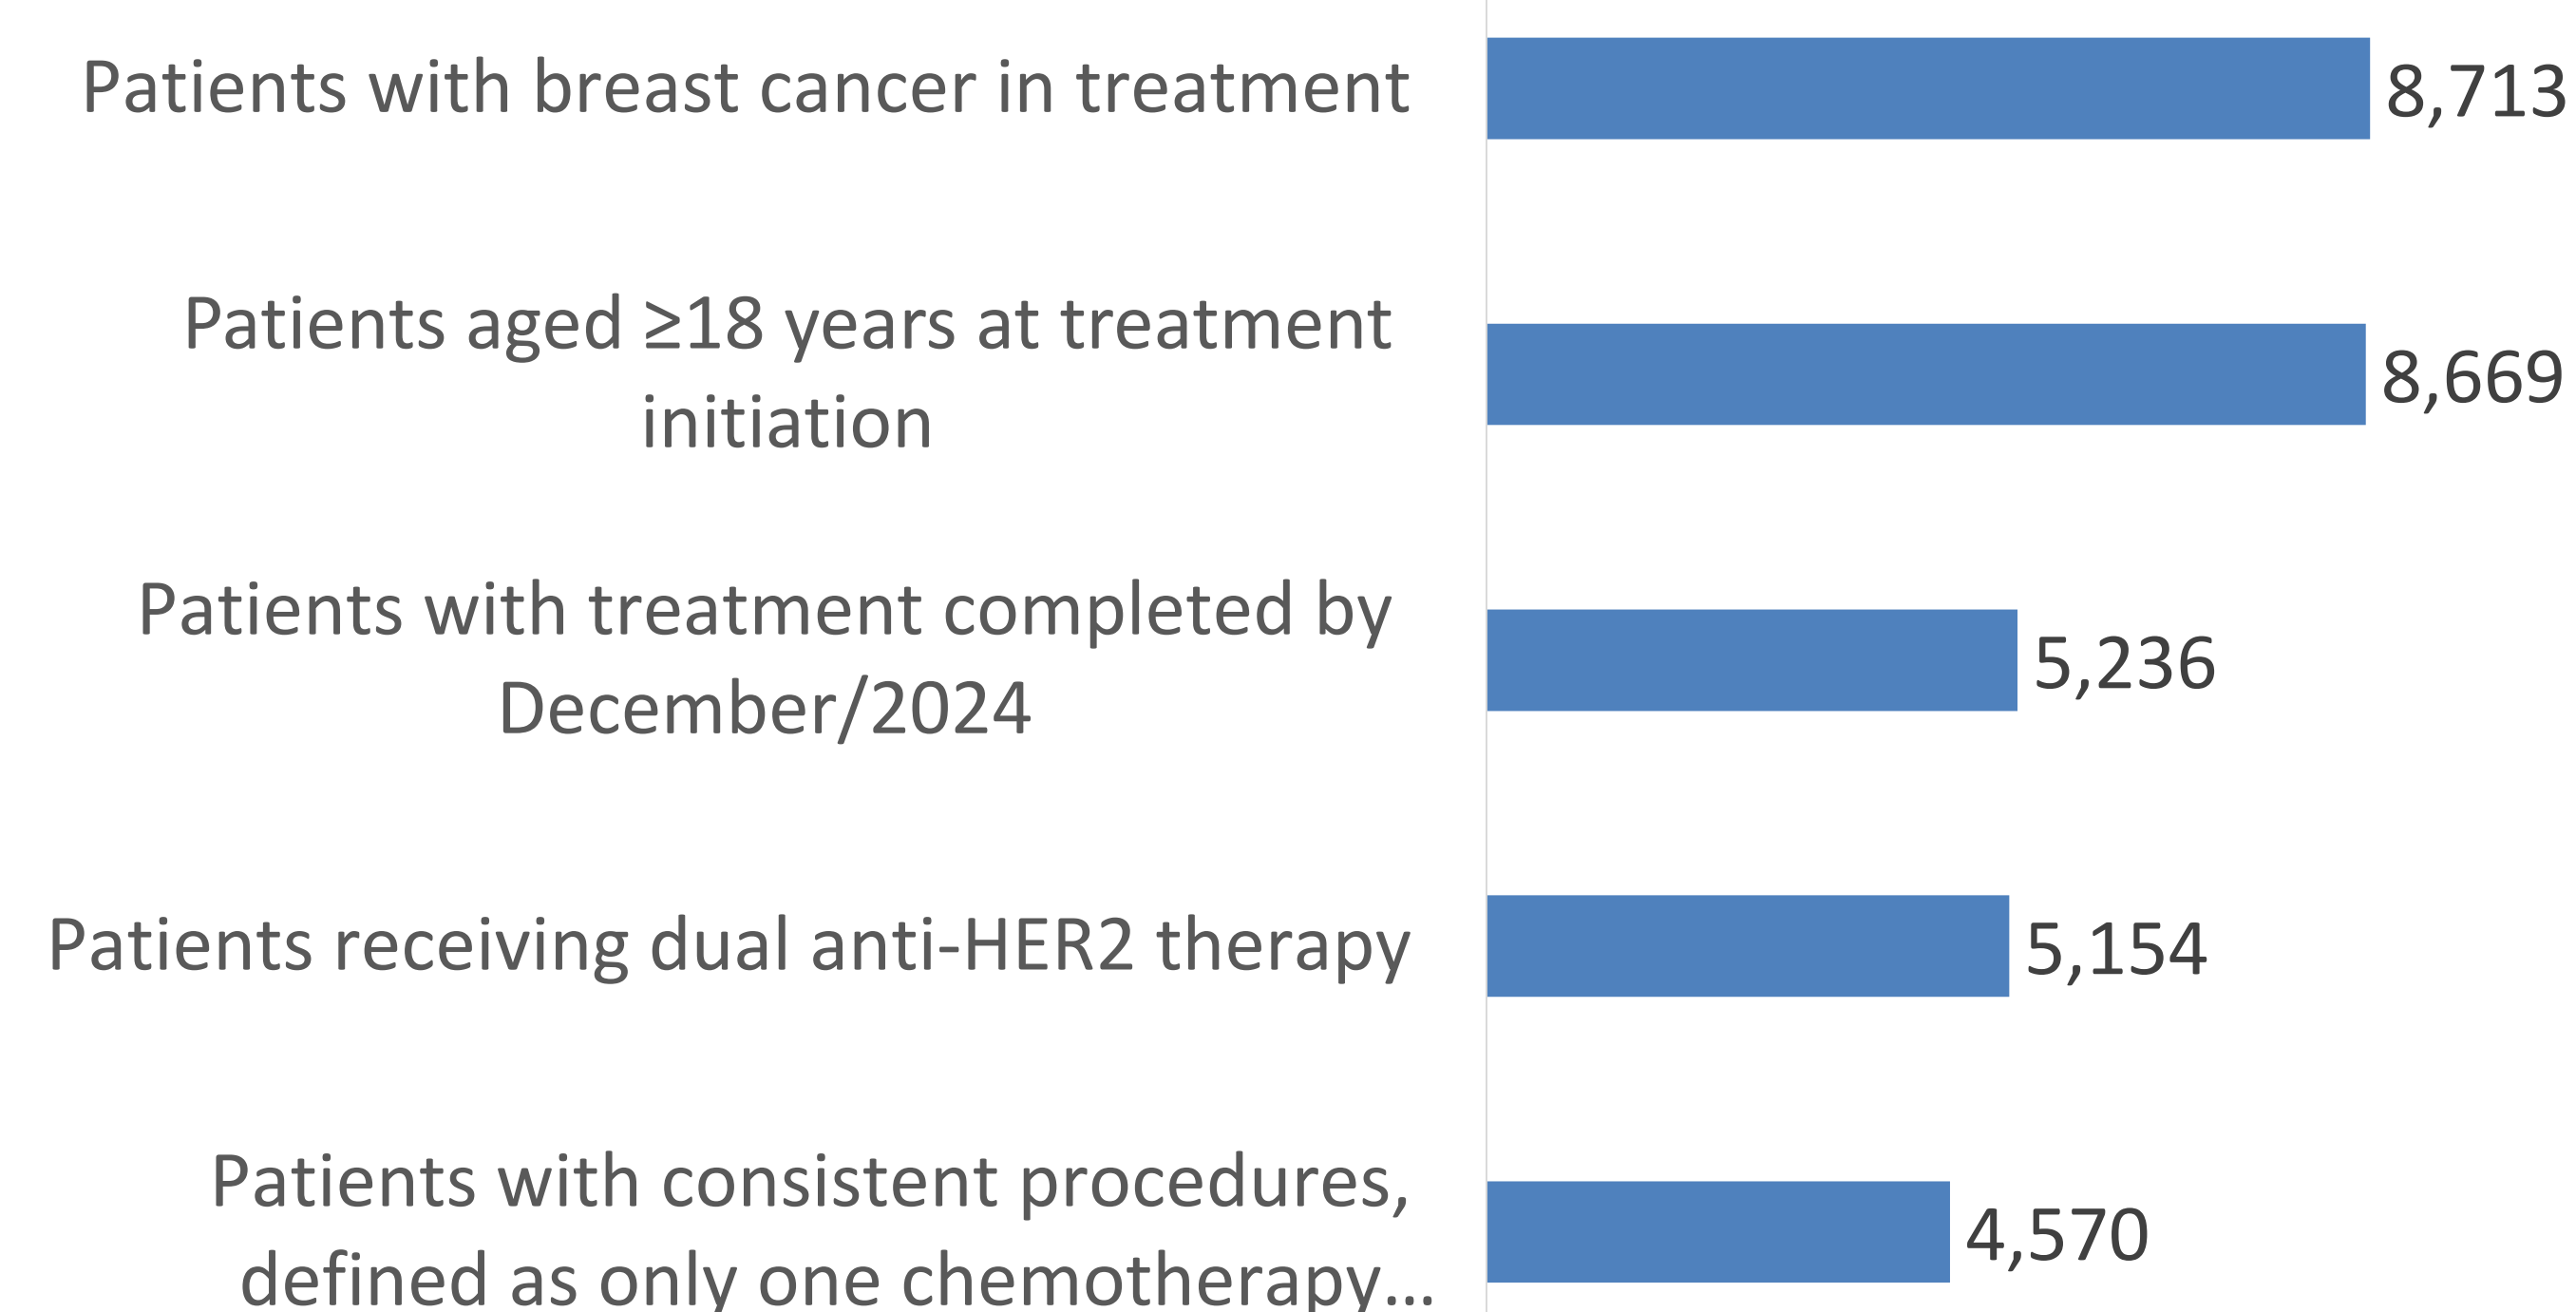 Patients with breast cancer in treatment
8,713
Patients aged ≥18 years at treatment
initiation
8,669
Patients with treatment completed by
December/2024
5,236
Patients receiving dual anti-HER2 therapy
5,154
Patients with consistent procedures,
defined as only one chemotherapy...
4,570